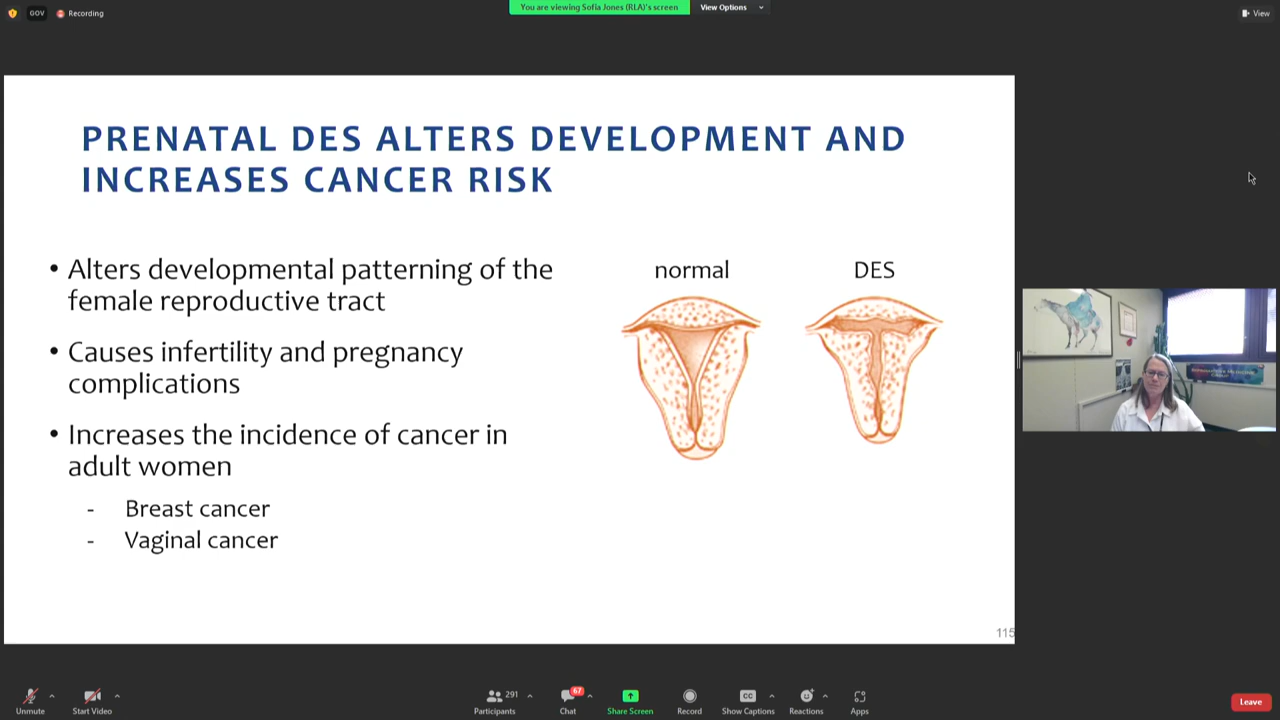 GOV
Recording
You are viewing Sofia Jones (RLA)'s screen
View Options
View
PRENATAL DES ALTERS DEVELOPMENT AND
INCREASES CANCER RISK
• Alters developmental patterning of the
female reproductive tract
• Causes infertility and pregnancy
complications
• Increases the incidence of cancer in
adult women
- Breast cancer
- Vaginal cancer
normal
DES
115
Unmute
Start Video
291
Participants
67
Chat
Share Screen
Record
CC
Show Captions
Reactions
Apps
Leave